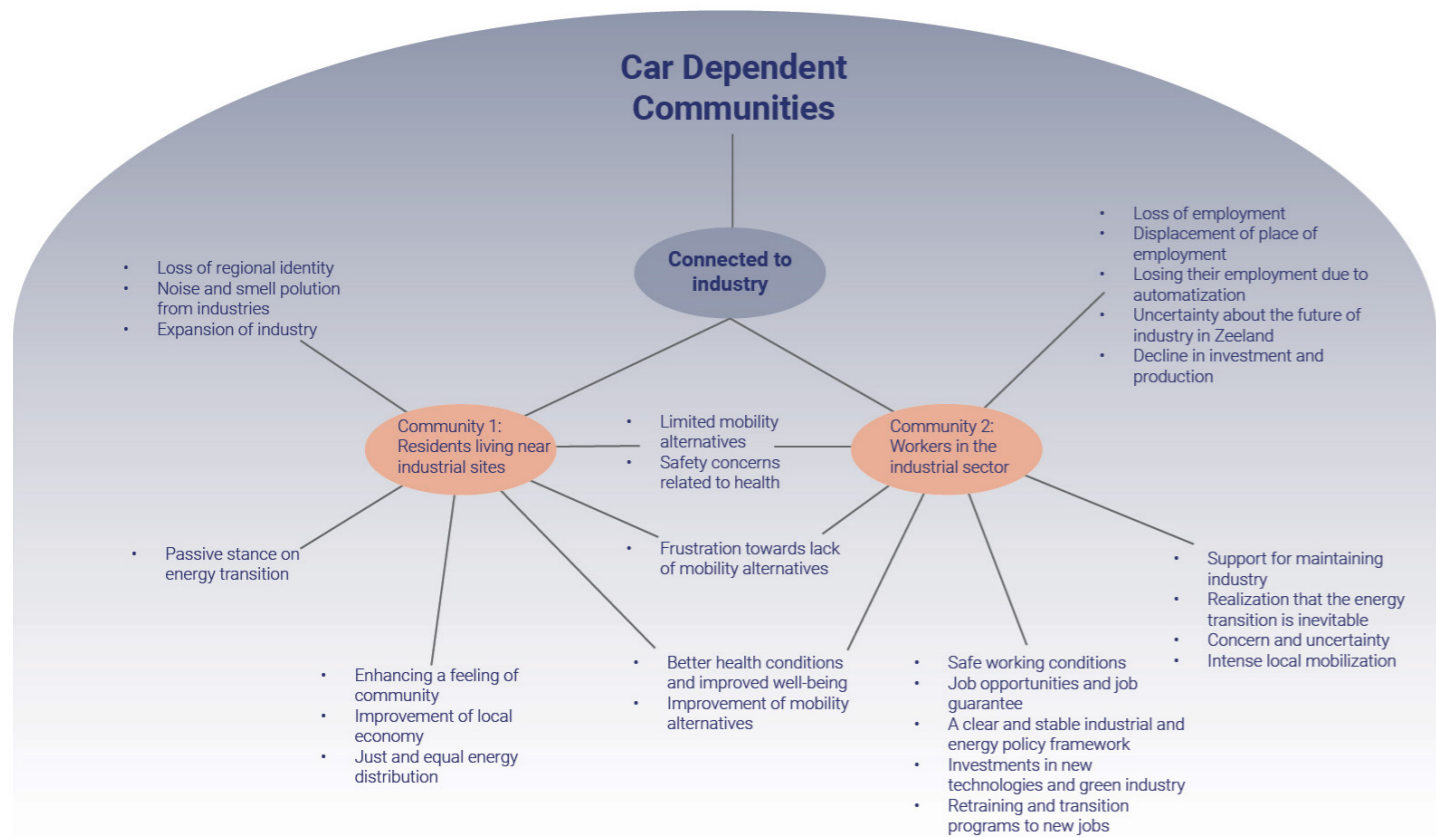 Car Dependent
Communities
Connected to
industry
• Loss of regional identity
• Noise and smell polution
from industries
• Expansion of industry
• Loss of employment
• Displacement of place of
employment
• Losing their employment due to
automatization
• Uncertainty about the future of
industry in Zeeland
• Decline in investment and
production
Community 1:
Residents living near
industrial sites
• Limited mobility
alternatives
• Safety concerns
related to health
Community 2:
Workers in the
industrial sector
• Passive stance on
energy transition
• Frustration towards lack
of mobility alternatives
• Support for maintaining
industry
• Realization that the energy
transition is inevitable
• Concern and uncertainty
• Intense local mobilization
• Enhancing a feeling of
community
• Improvement of local
economy
• Just and equal energy
distribution
• Better health conditions
and improved well-being
• Improvement of mobility
alternatives
• Safe working conditions
• Job opportunities and job
guarantee
• A clear and stable industrial and
energy policy framework
• Investments in new
technologies and green industry
• Retraining and transition
programs to new jobs